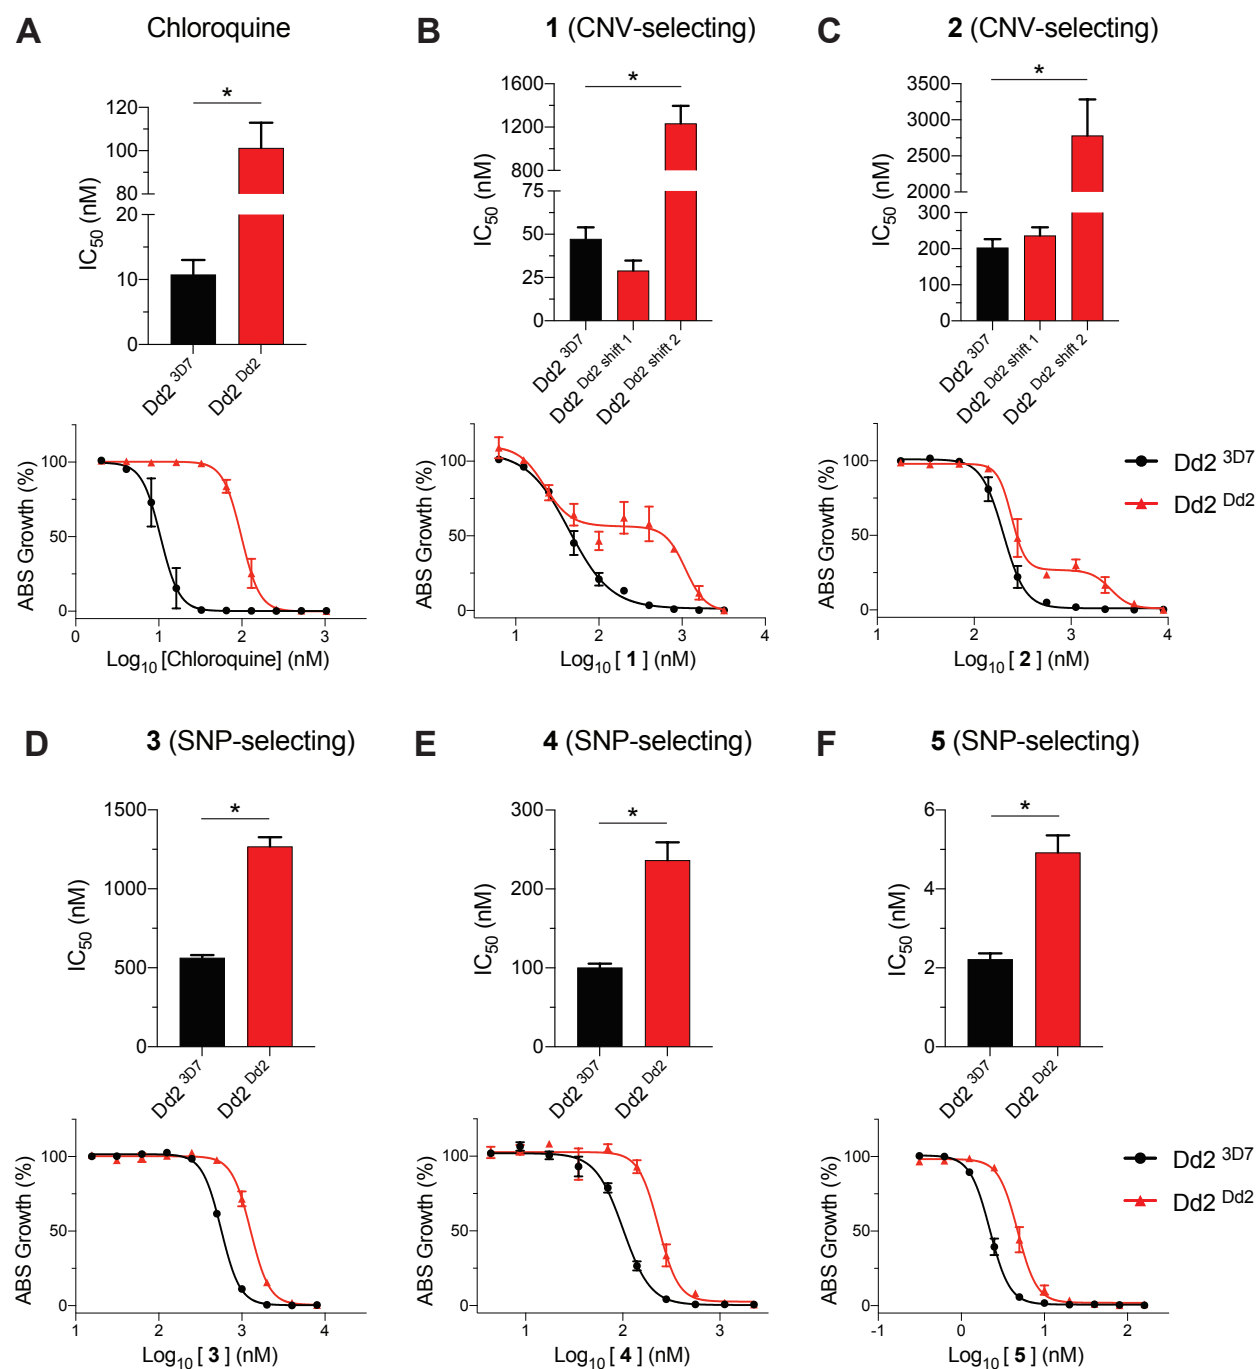 A Chloroquine
B 1 (CNV-selecting)
C 2 (CNV-selecting)
IC50 (nM)
120
100
80
20
10
0
*
Dd2 3D7
Dd2 Dd2
IC50 (nM)
1600
1200
800
75
50
25
0
*
Dd2 3D7
Dd2 Dd2 shift 1
Dd2 Dd2 shift 2
IC50 (nM)
3500
3000
2500
2000
300
200
100
0
*
Dd2 3D7
Dd2 Dd2 shift 1
Dd2 Dd2 shift 2
ABS Growth (%)
100
50
0
0 1 2 3
Log10 [Chloroquine] (nM)
ABS Growth (%)
100
50
0
1 2 3 4
Log10 [ 1 ] (nM)
ABS Growth (%)
100
50
0
1 2 3 4
Log10 [ 2 ] (nM)
Dd2 3D7
Dd2 Dd2
D 3 (SNP-selecting)
E 4 (SNP-selecting)
F 5 (SNP-selecting)
IC50 (nM)
1500
1000
500
0
*
Dd2 3D7
Dd2 Dd2
IC50 (nM)
300
200
100
0
*
Dd2 3D7
Dd2 Dd2
IC50 (nM)
6
4
2
0
*
Dd2 3D7
Dd2 Dd2
ABS Growth (%)
100
50
0
1 2 3 4
Log10 [ 3 ] (nM)
ABS Growth (%)
100
50
0
1 2 3
Log10 [ 4 ] (nM)
ABS Growth (%)
100
50
0
-1 0 1 2
Log10 [ 5 ] (nM)
Dd2 3D7
Dd2 Dd2